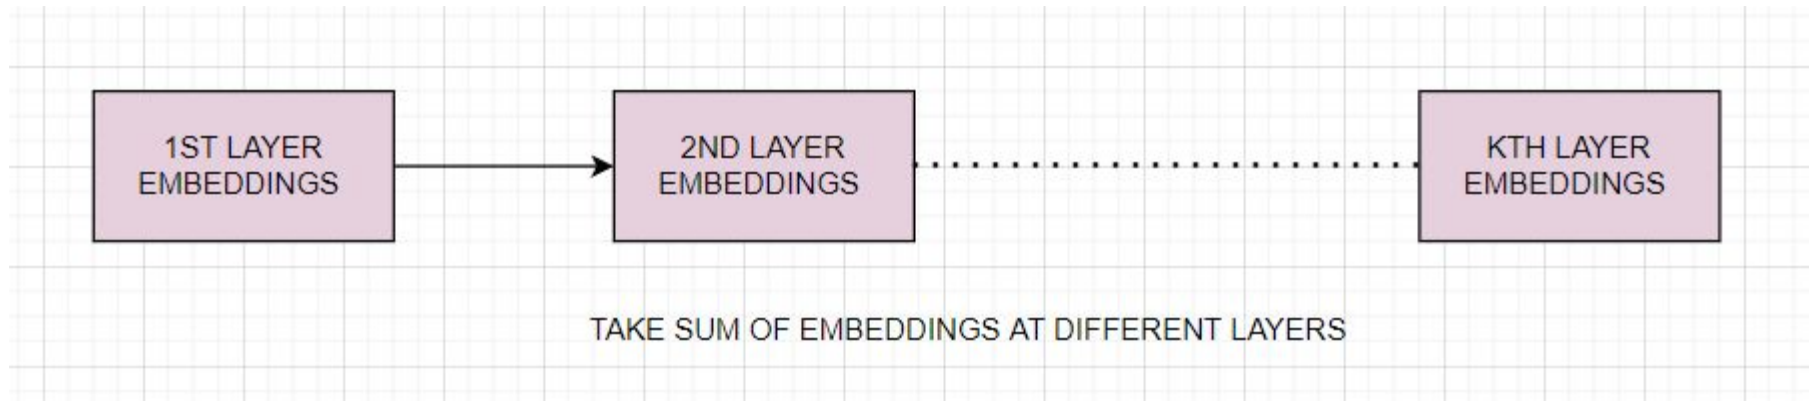 1ST LAYER
EMBEDDINGS
2ND LAYER
EMBEDDINGS
KTH LAYER
EMBEDDINGS
TAKE SUM OF EMBEDDINGS AT DIFFERENT LAYERS